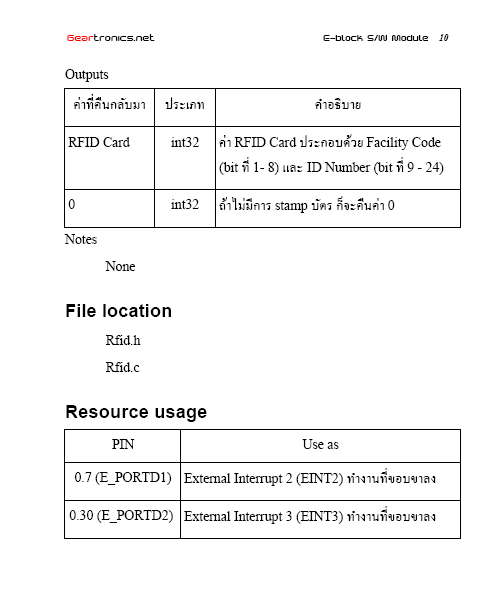 Geartronics.net E-block S/W Module 10
Outputs
ค่าที่คืนกลับมา ประเภท คำอธิบาย
RFID Card int32 ค่า RFID Card ประกอบด้วย Facility Code
(bit ที่ 1- 8) และ ID Number (bit ที่ 9 - 24)
0 int32 ถ้าไม่มีการ stamp บัตร ก็จะคืนค่า 0
Notes
None
File location
Rfid.h
Rfid.c
Resource usage
PIN Use as
0.7 (E_PORTD1) External Interrupt 2 (EINT2) ทำงานที่ขอบขาลง
0.30 (E_PORTD2) External Interrupt 3 (EINT3) ทำงานที่ขอบขาลง